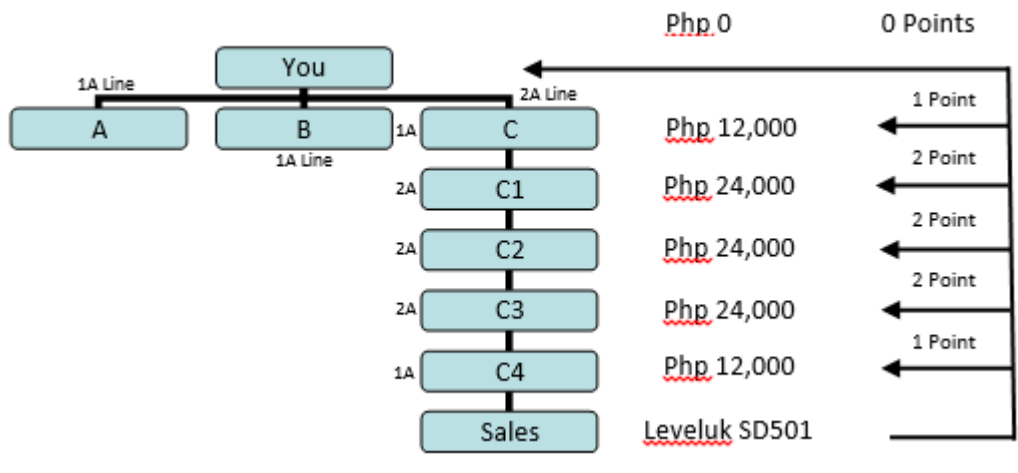 Php 0 0 Points
You
1A Line
2A Line
1 Point
A B 1A C Php 12,000
1A Line
2 Point
2A C1 Php 24,000
2 Point
2A C2 Php 24,000
2 Point
2A C3 Php 24,000
1 Point
1A C4 Php 12,000
Sales Leveluk SD501